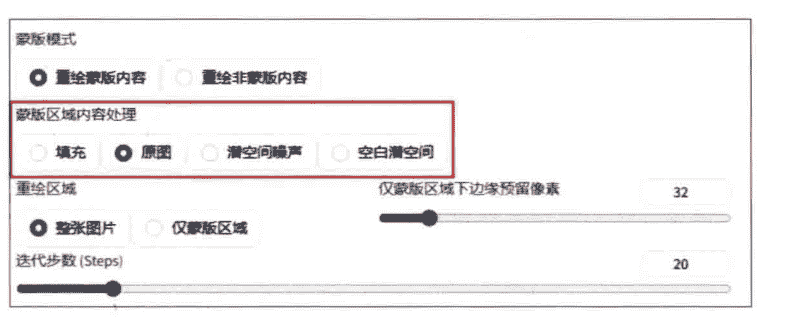 蒙版模式
重绘蒙版内容 重绘非蒙版内容
蒙版区域内容处理
填充 原图 潜空间噪声 空白潜空间
重绘区域 仅蒙版区域下边缘预留像素 32
整张图片 仅蒙版区域
迭代步数 (Steps) 20